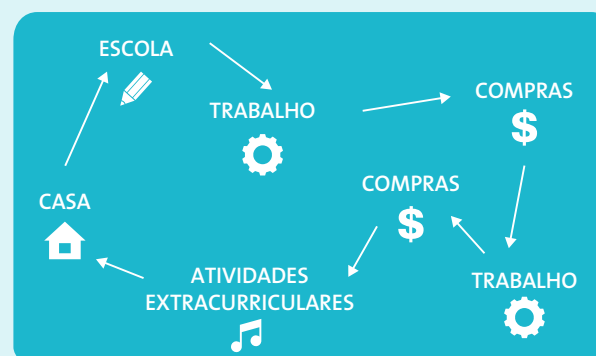 ESCOLA
TRABALHO
COMPRAS
$
COMPRAS
$
CASA
TRABALHO
ATIVIDADES
EXTRACURRICULARES